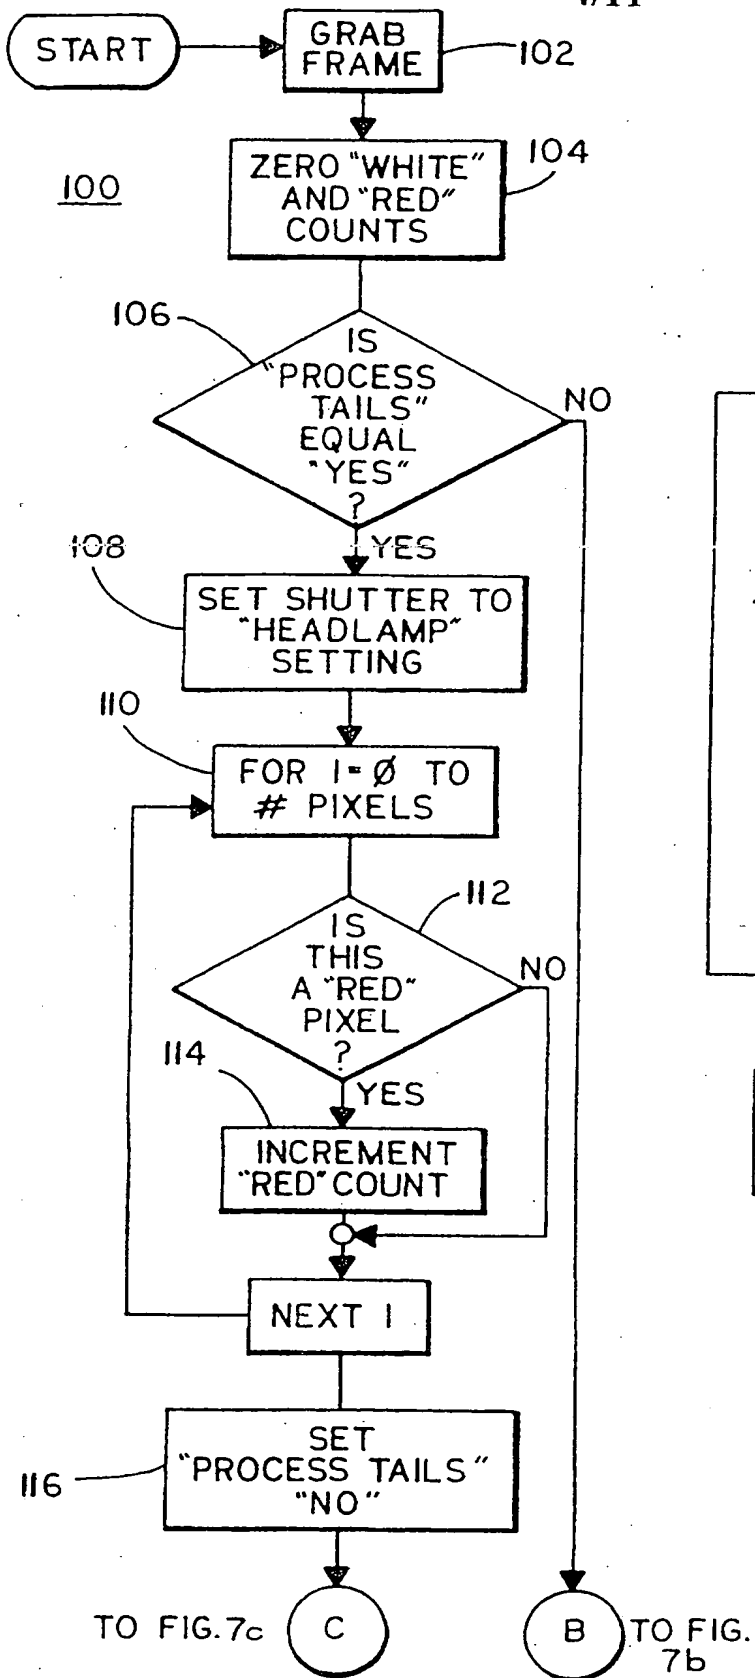 START
GRAB
FRAME
102
ZERO "WHITE"
AND "RED"
COUNTS
104
100
106
IS
"PROCESS
TAILS"
EQUAL
"YES"
?
NO
YES
108
SET SHUTTER TO
"HEADLAMP"
SETTING
110
FOR I=Ø TO
# PIXELS
112
IS
THIS
A "RED"
PIXEL
?
NO
YES
114
INCREMENT
"RED" COUNT
NEXT I
SET
"PROCESS TAILS"
"NO"
116
TO FIG. 7c
C
B
TO FIG.
7b